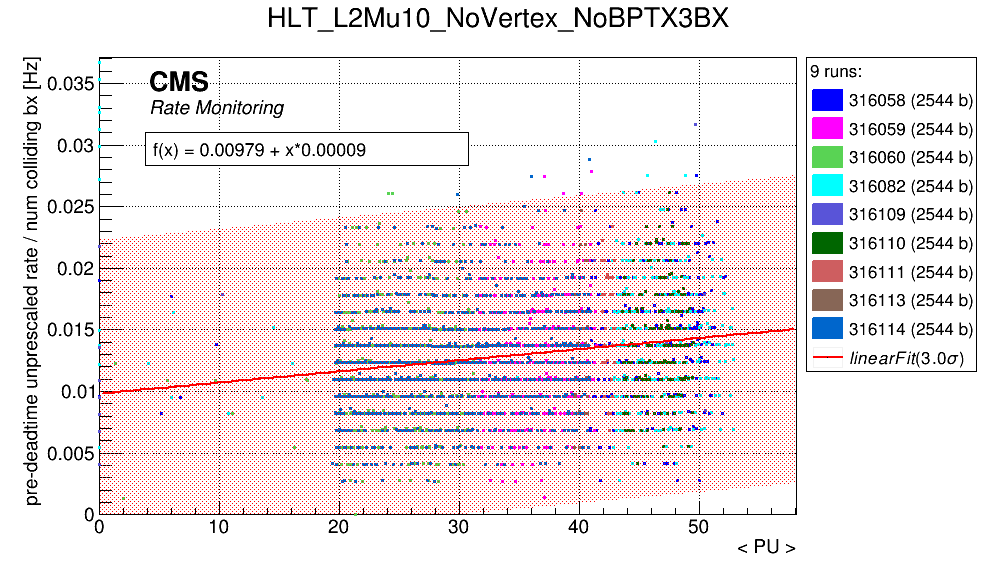 HLT_L2Mu10_NoVertex_NoBPTX3BX
pre-deadtime unprescaled rate / num colliding bx [Hz]
0.035
0.03
0.025
0.02
0.015
0.01
0.005
0
CMS
Rate Monitoring
f(x) = 0.00979 + x*0.00009
0 10 20 30 40 50
< PU >
9 runs:
316058 (2544 b)
316059 (2544 b)
316060 (2544 b)
316082 (2544 b)
316109 (2544 b)
316110 (2544 b)
316111 (2544 b)
316113 (2544 b)
316114 (2544 b)
linearFit(3.0σ)